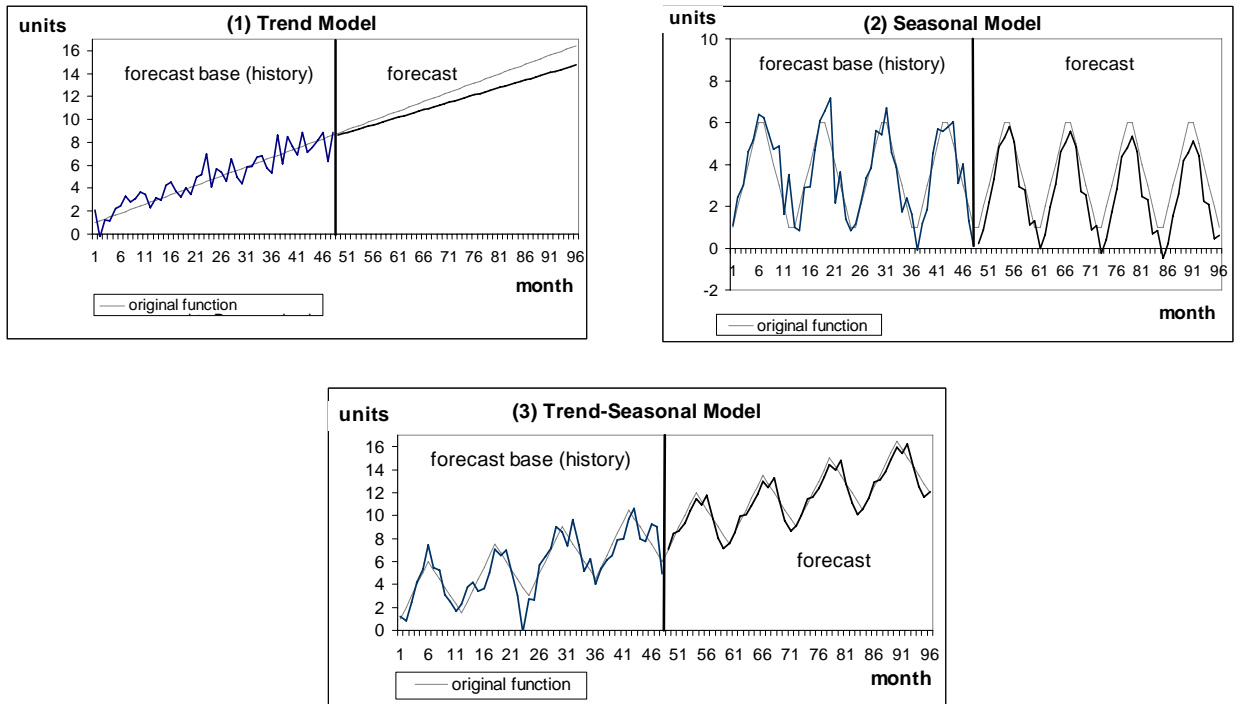 (1) Trend Model
units
16
14
12
10
8
6
4
2
0
forecast base (history)
forecast
1 6 11 16 21 26 31 36 41 46 51 56 61 66 71 76 81 86 91 96
month
original function
(2) Seasonal Model
units
10
8
6
4
2
0
-2
forecast base (history)
forecast
1 6 11 16 21 26 31 36 41 46 51 56 61 66 71 76 81 86 91 96
month
original function
(3) Trend-Seasonal Model
units
16
14
12
10
8
6
4
2
0
forecast base (history)
forecast
1 6 11 16 21 26 31 36 41 46 51 56 61 66 71 76 81 86 91 96
month
original function